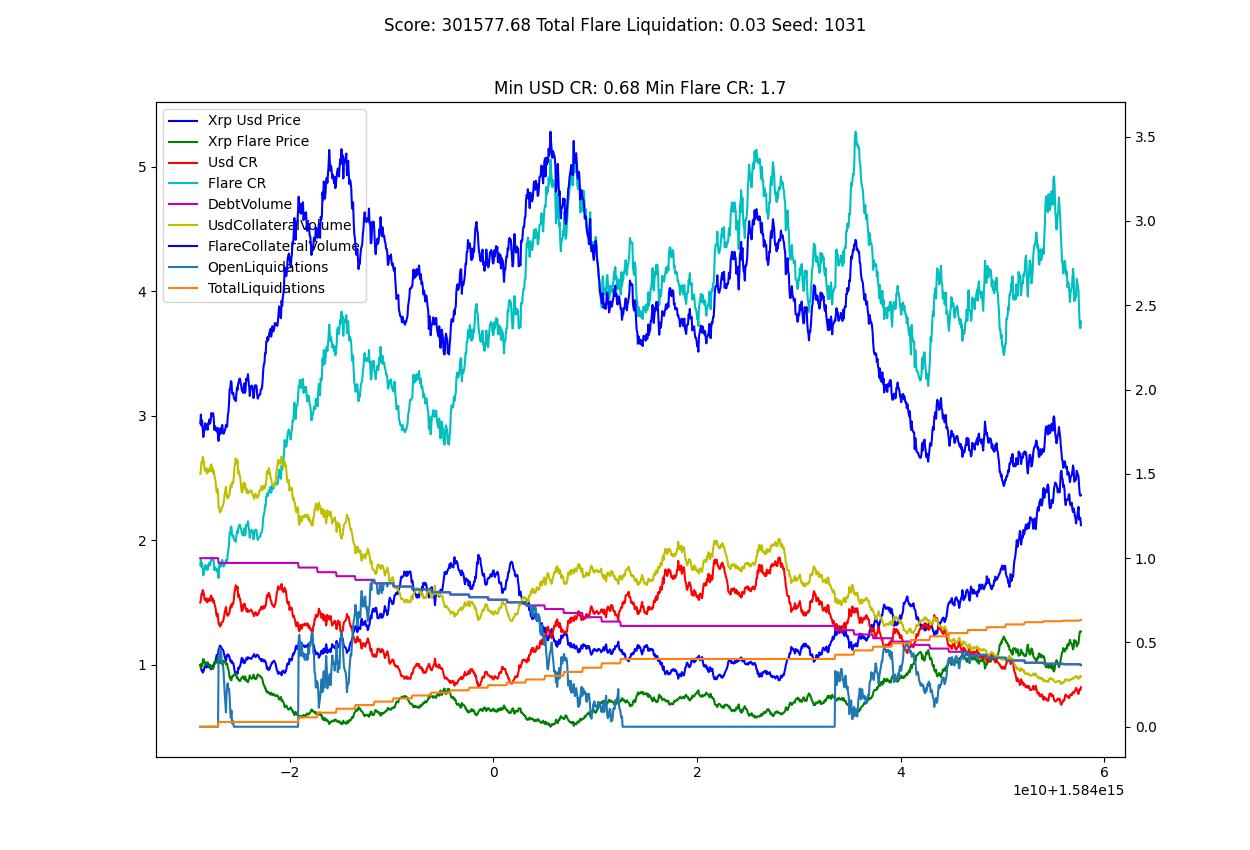 Score: 301577.68 Total Flare Liquidation: 0.03 Seed: 1031
Min USD CR: 0.68 Min Flare CR: 1.7
Xrp Usd Price
Xrp Flare Price
Usd CR
Flare CR
DebtVolume
UsdCollateralVolume
FlareCollateralVolume
OpenLiquidations
TotalLiquidations
5
4
3
2
1
3.5
3.0
2.5
2.0
1.5
1.0
0.5
0.0
−2 0 2 4 6
1e10+1.584e15